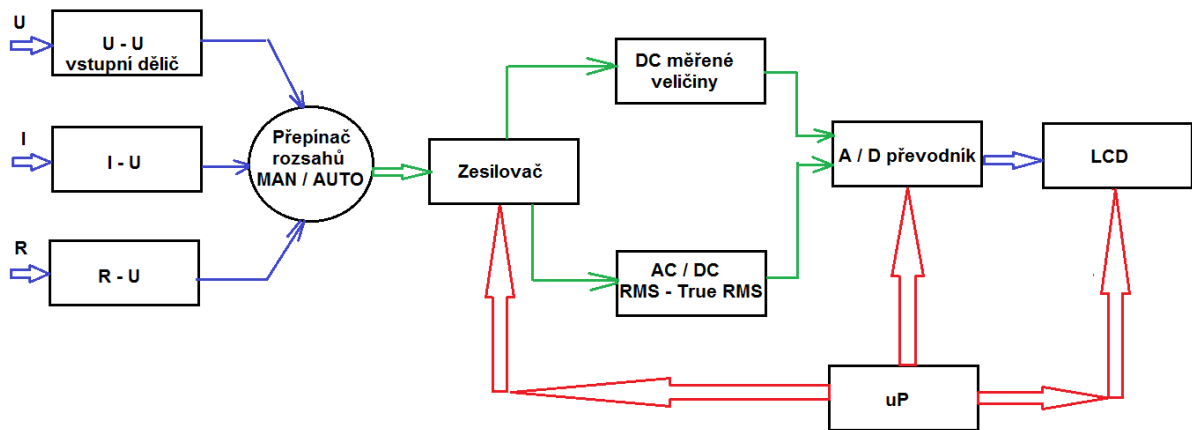 U
U - U
vstupní dělič
I
I - U
R
R - U
Přepínač
rozsahů
MAN / AUTO
Zesilovač
DC měřené
veličiny
AC / DC
RMS - True RMS
A / D převodník
LCD
uP